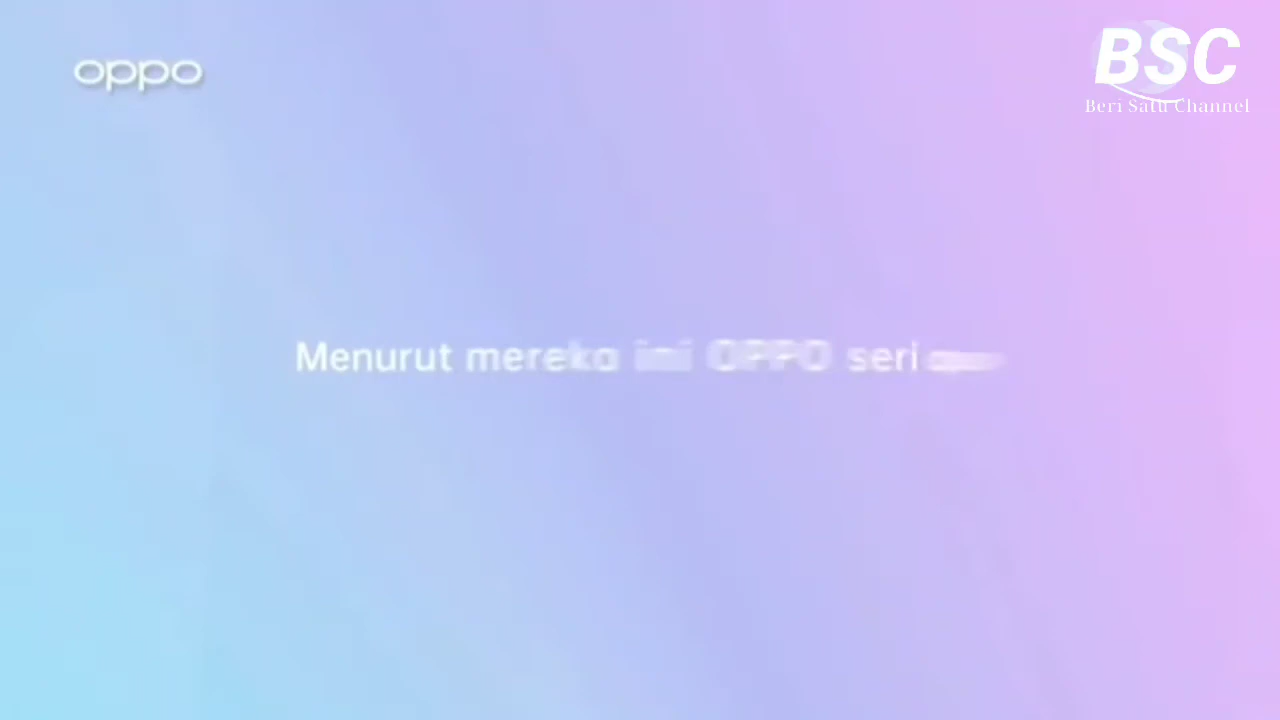 oppo
BSC
Beri Satu Channel
Menurut mereka ini OPPO seri